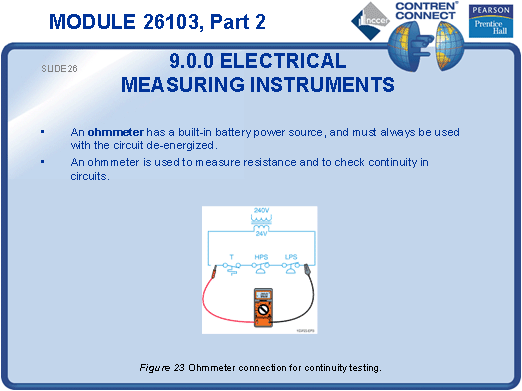 MODULE 26103, Part 2
nccer
CONTREN®
CONNECT
PEARSON
Prentice
Hall
SLIDE 26
9.0.0 ELECTRICAL
MEASURING INSTRUMENTS
• An ohmmeter has a built-in battery power source, and must always be used
with the circuit de-energized.
• An ohmmeter is used to measure resistance and to check continuity in
circuits.
240V
24V
T HPS LPS
Figure 23 Ohmmeter connection for continuity testing.